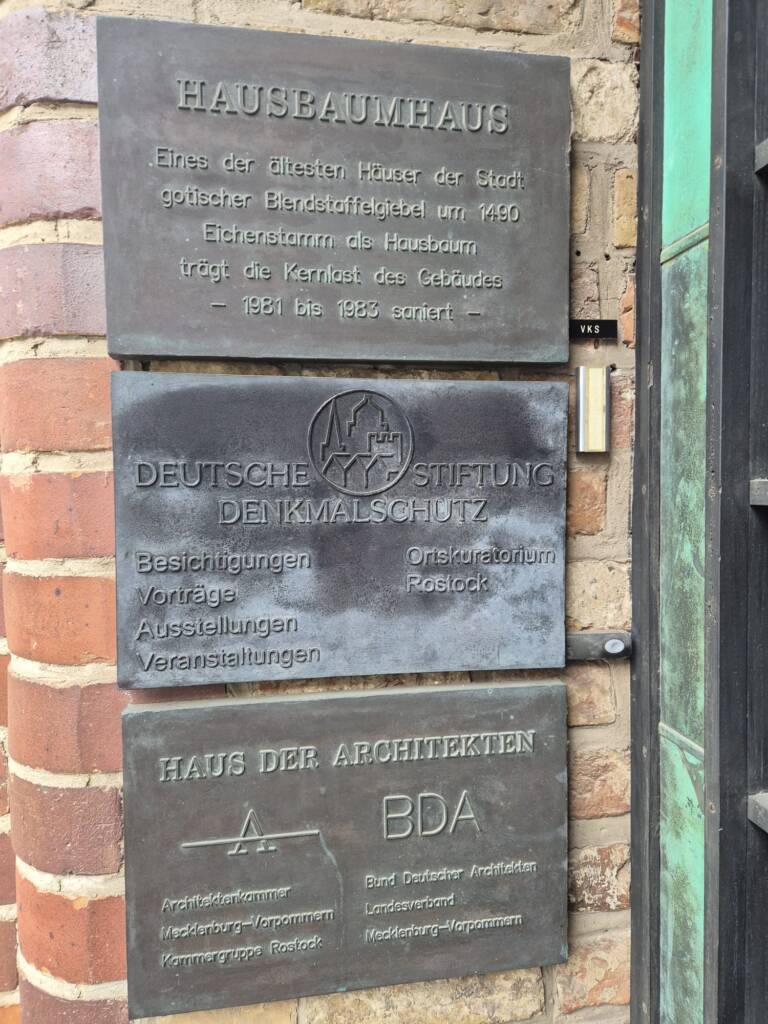 HAUSBAUMHAUS
Eines der ältesten Häuser der Stadt
gotischer Blendstaffelgiebel um 1490
Eichenstamm als Hausbaum
trägt die Kernlast des Gebäudes
– 1981 bis 1983 saniert –
VKS
DEUTSCHE STIFTUNG
DENKMALSCHUTZ
Besichtigungen
Vorträge
Ausstellungen
Veranstaltungen
Ortskuratorium
Rostock
HAUS DER ARCHITEKTEN
Architektenkammer
Mecklenburg-Vorpommern
Kammergruppe Rostock
BDA
Bund Deutscher Architekten
Landesverband
Mecklenburg-Vorpommern